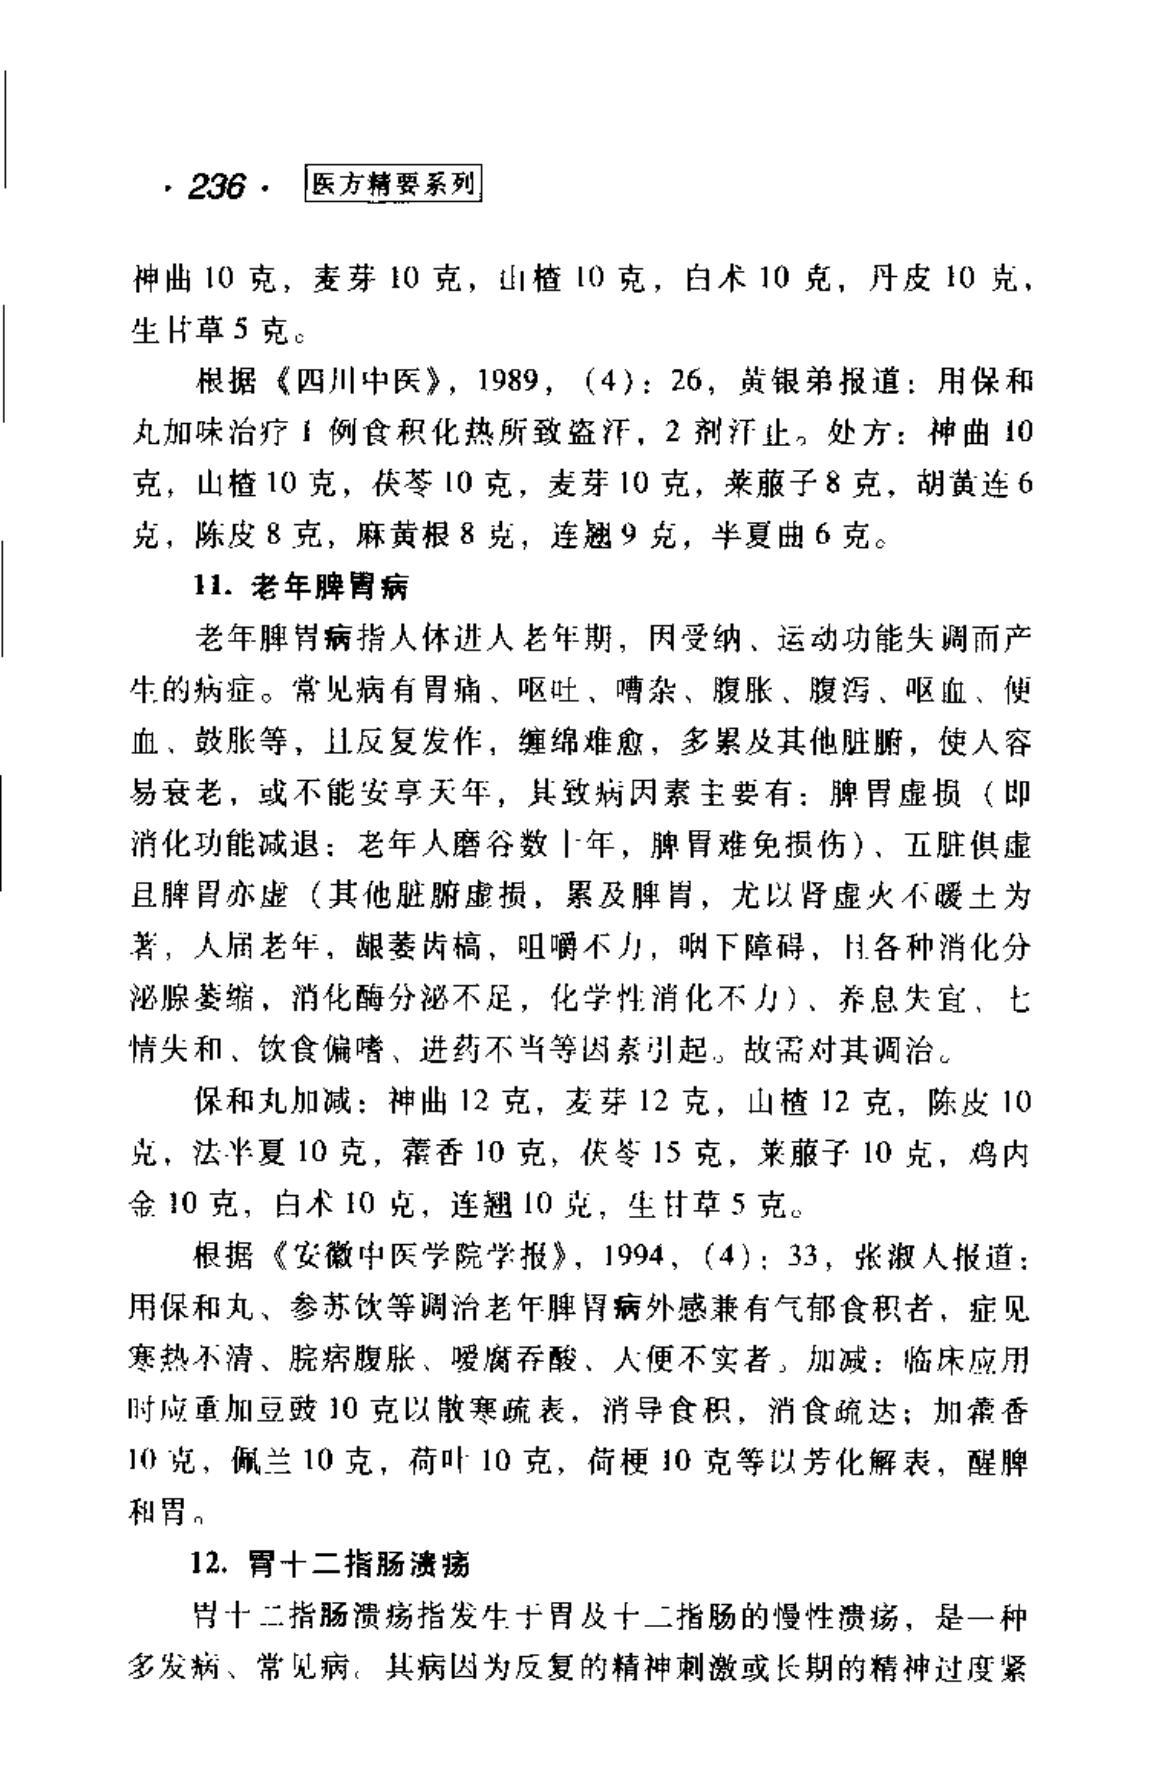 · 236 · 医方精要系列
神曲 10 克，麦芽 10 克，山楂 10 克，白术 10 克，丹皮 10 克，
生甘草 5 克。
根据《四川中医》，1989，（4）：26，黄银弟报道：用保和
丸加味治疗 1 例食积化热所致盗汗，2 剂汗止。处方：神曲 10
克，山楂 10 克，茯苓 10 克，麦芽 10 克，莱菔子 8 克，胡黄连 6
克，陈皮 8 克，麻黄根 8 克，连翘 9 克，半夏曲 6 克。
11. 老年脾胃病
老年脾胃病指人体进人老年期，因受纳、运动功能失调而产
生的病症。常见病有胃痛、呕吐、嘈杂、腹胀、腹泻、呕血、便
血、鼓胀等，且反复发作，缠绵难愈，多累及其他脏腑，使人容
易衰老，或不能安享天年，其致病因素主要有：脾胃虚损（即
消化功能减退：老年人磨谷数十年，脾胃难免损伤）、五脏俱虚
且脾胃亦虚（其他脏腑虚损，累及脾胃，尤以肾虚火不暖土为
著，人届老年，龈萎齿槁，咀嚼不力，咽下障碍，且各种消化分
泌腺萎缩，消化酶分泌不足，化学性消化不力）、养息失宜、七
情失和、饮食偏嗜、进药不当等因素引起。故需对其调治。
保和丸加减：神曲 12 克，麦芽 12 克，山楂 12 克，陈皮 10
克，法半夏 10 克，藿香 10 克，茯苓 15 克，莱菔子 10 克，鸡内
金 10 克，白术 10 克，连翘 10 克，生甘草 5 克。
根据《安徽中医学院学报》，1994，（4）：33，张淑人报道：
用保和丸、参苏饮等调治老年脾胃病外感兼有气郁食积者，症见
寒热不清、脘痞腹胀、嗳腐吞酸、大便不实者。加减：临床应用
时应重加豆豉 10 克以散寒疏表，消导食积，消食疏达；加藿香
10 克，佩兰 10 克，荷叶 10 克，荷梗 10 克等以芳化解表，醒脾
和胃。
12. 胃十二指肠溃疡
胃十二指肠溃疡指发生于胃及十二指肠的慢性溃疡，是一种
多发病、常见病。其病因为反复的精神刺激或长期的精神过度紧